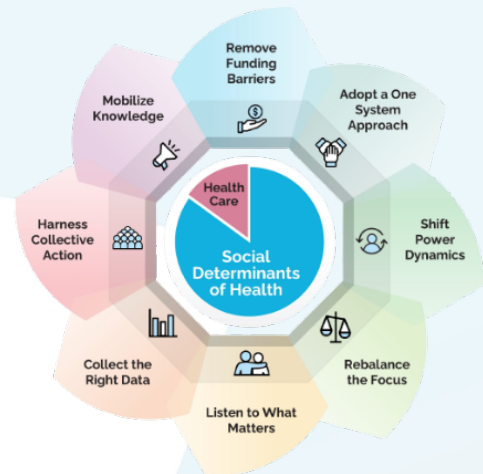 Remove
Funding
Barriers
Adopt a One
System
Approach
Shift
Power
Dynamics
Rebalance
the Focus
Listen to What
Matters
Collect the
Right Data
Harness
Collective
Action
Mobilize
Knowledge
$
Health
Care
Social
Determinants
of Health